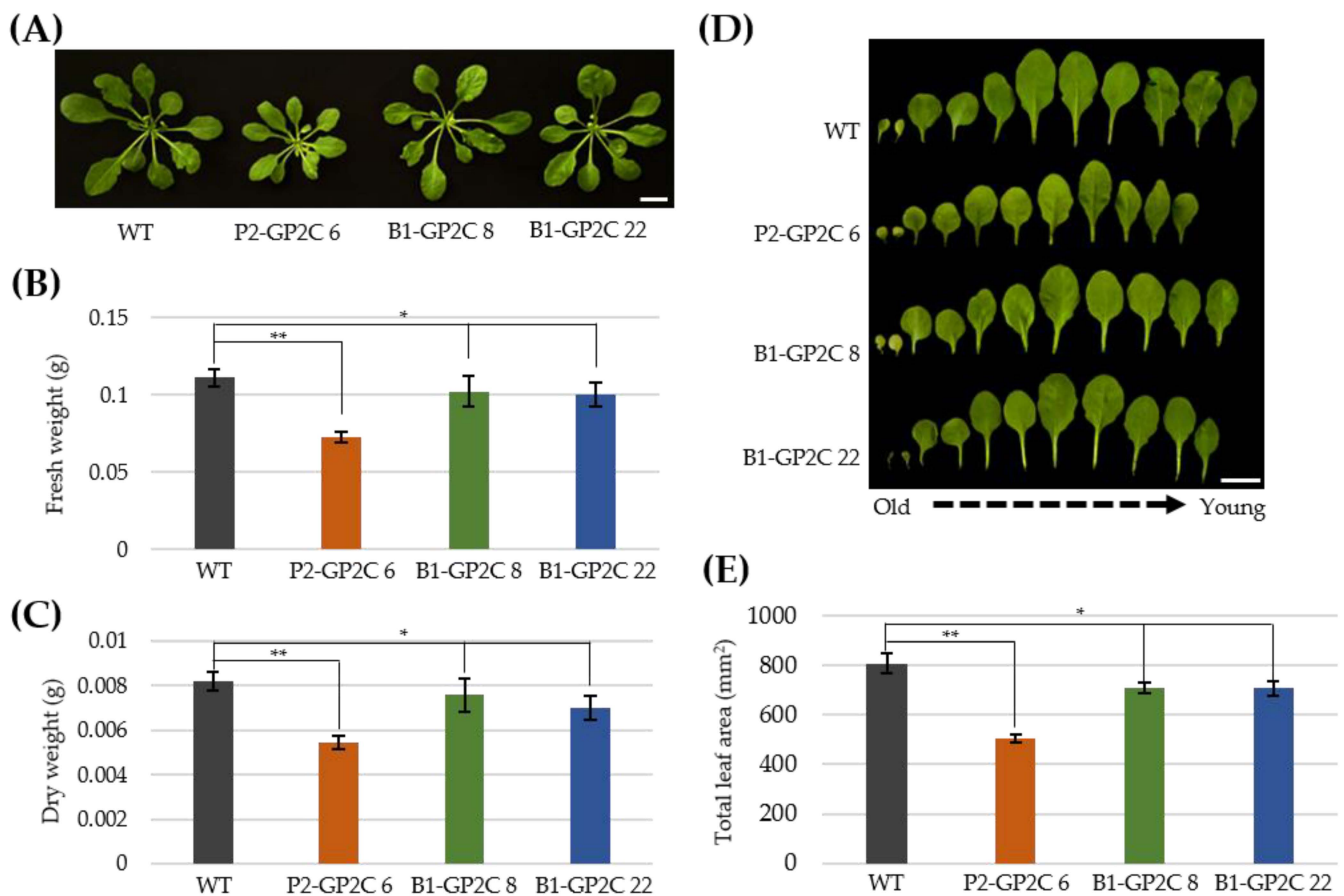 (A)
WT P2-GP2C 6 B1-GP2C 8 B1-GP2C 22
(B)
Fresh weight (g)
0.15
0.1
0.05
0
* **
WT P2-GP2C 6 B1-GP2C 8 B1-GP2C 22
(C)
Dry weight (g)
0.01
0.008
0.006
0.004
0.002
0
* **
WT P2-GP2C 6 B1-GP2C 8 B1-GP2C 22
(D)
WT
P2-GP2C 6
B1-GP2C 8
B1-GP2C 22
Old Young
(E)
Total leaf area (mm²)
1000
800
600
400
200
0
* **
WT P2-GP2C 6 B1-GP2C 8 B1-GP2C 22